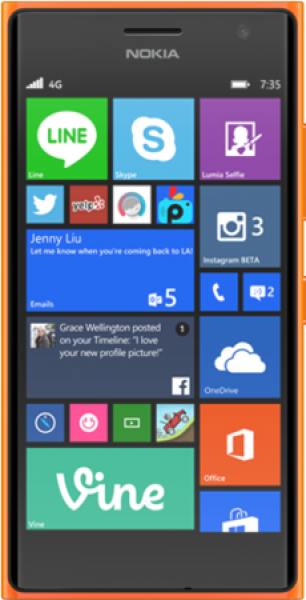 NOKIA
4G
7:35
LINE
Line
Skype
Lumia Selfie
yelp
Instagram BETA
3
Jenny Liu
Let me know when you're coming back to LA!
Emails
5
2
Grace Wellington posted
on your Timeline: "I love
your new profile picture!"
1
OneDrive
Office
Vine
Vine